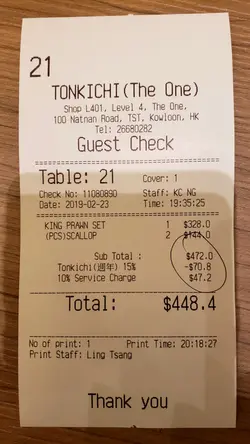 21
TONKICHI(The One)
Shop L401, Level 4, The One,
100 Natnan Road, TST, Kowloon, HK
Tel: 26680282
Guest Check
Table: 21 Cover: 1
Check No: 11080890 Staff: KC NG
Date: 2019-02-23 Time: 19:35:25
KING PRAWN SET 1 $328.0
(PCS)SCALLOP 2 $144.0
Sub Total : $472.0
Tonkichi(週年) 15% -$70.8
10% Service Charge $47.2
Total: $448.4
No of print: 1 Print Time: 20:18:27
Print Staff: Ling Tsang
Thank you